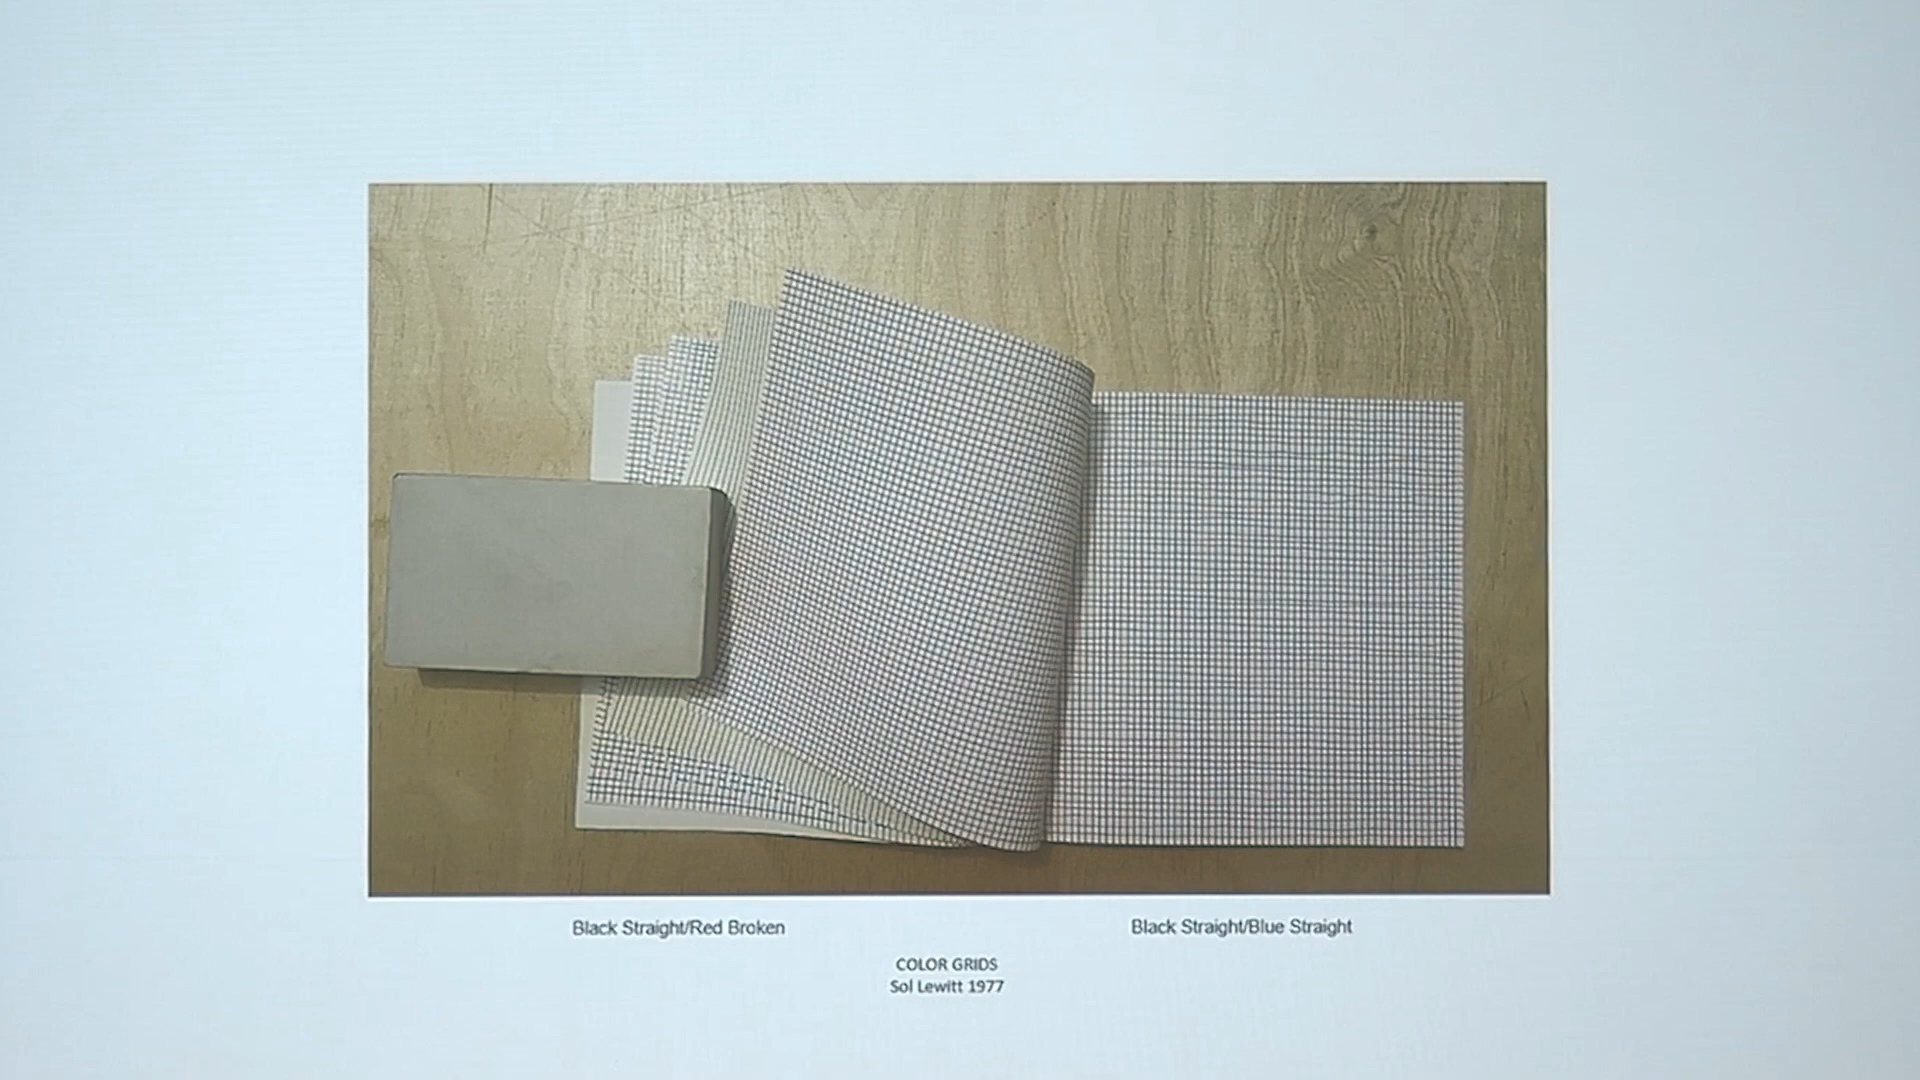 Black Straight/Red Broken
Black Straight/Blue Straight
COLOR GRIDS
Sol Lewitt 1977